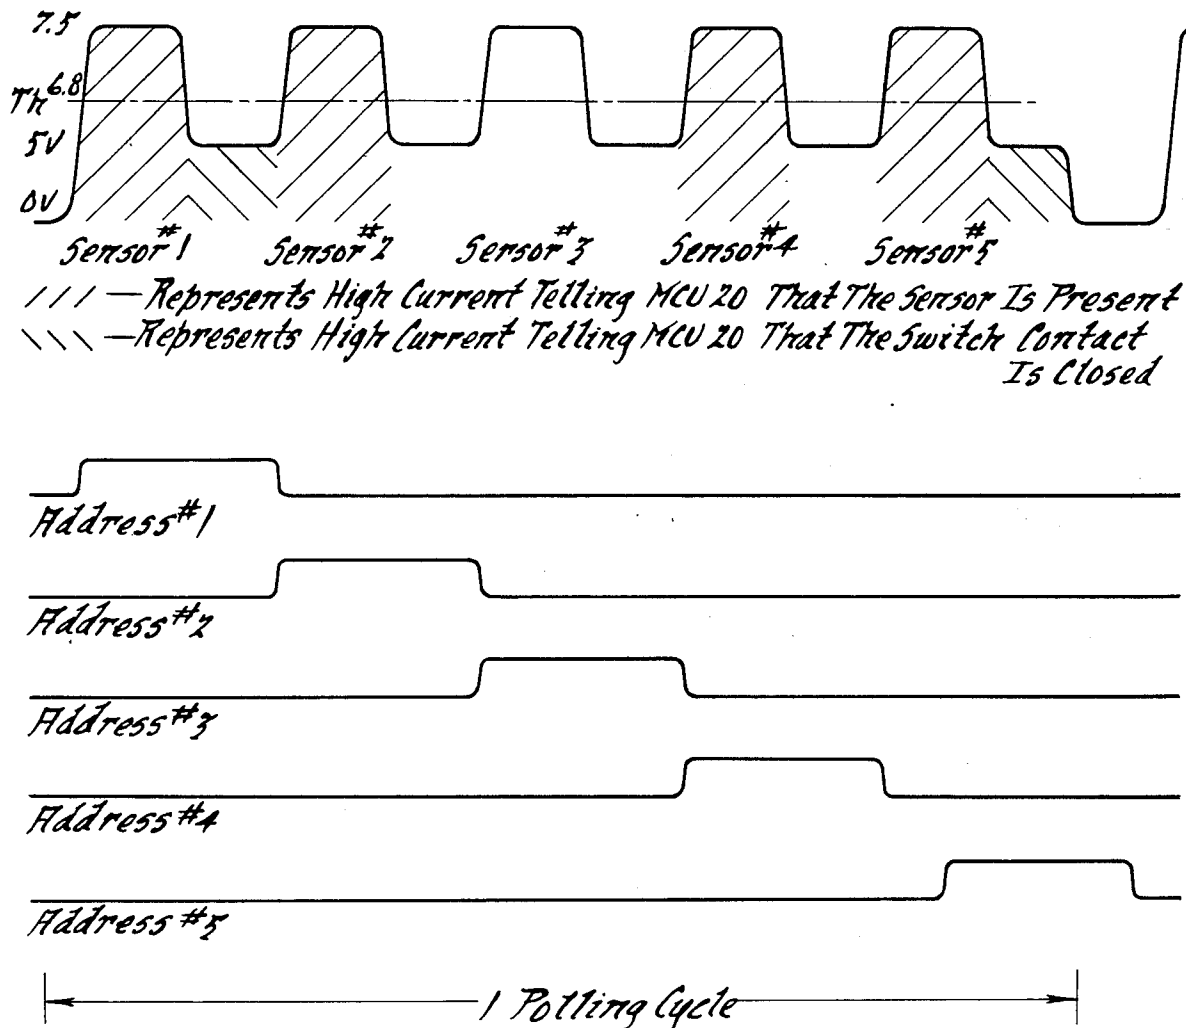 7.5
Th 6.8
5V
0V
Sensor #1 Sensor #2 Sensor #3 Sensor #4 Sensor #5
/ / / — Represents High Current Telling MCU 20 That The Sensor Is Present
\ \ \ — Represents High Current Telling MCU 20 That The Switch Contact
Is Closed
Address #1
Address #2
Address #3
Address #4
Address #5
1 Polling Cycle